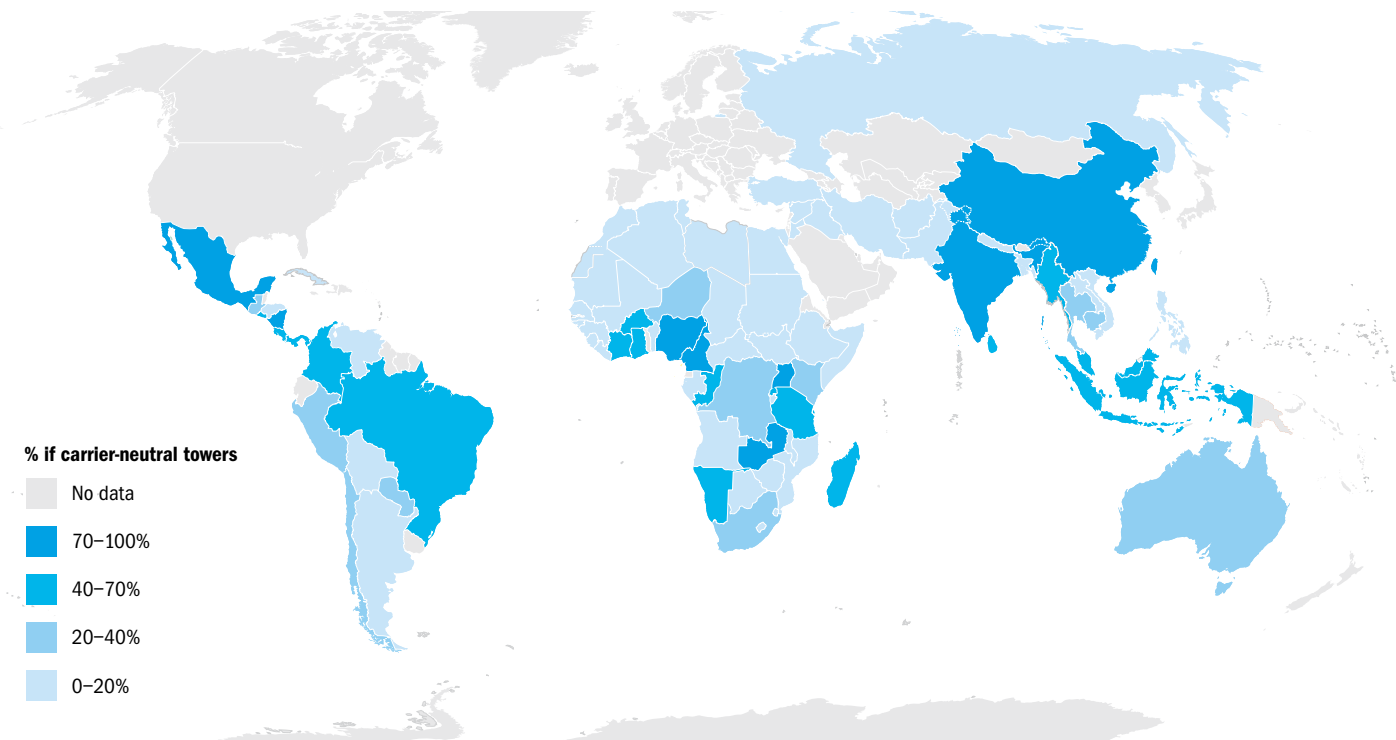 % if carrier-neutral towers
No data
70–100%
40–70%
20–40%
0–20%